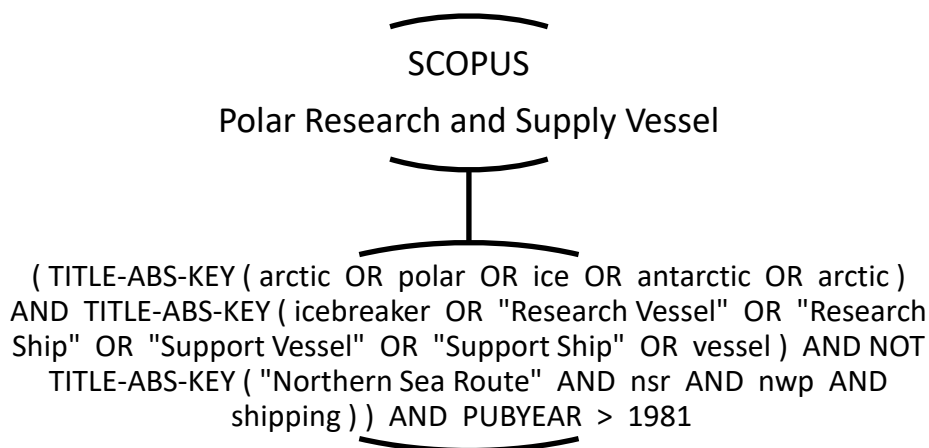 SCOPUS
Polar Research and Supply Vessel
( TITLE-ABS-KEY ( arctic OR polar OR ice OR antarctic OR arctic )
AND TITLE-ABS-KEY ( icebreaker OR "Research Vessel" OR "Research
Ship" OR "Support Vessel" OR "Support Ship" OR vessel ) AND NOT
TITLE-ABS-KEY ( "Northern Sea Route" AND nsr AND nwp AND
shipping ) ) AND PUBYEAR > 1981